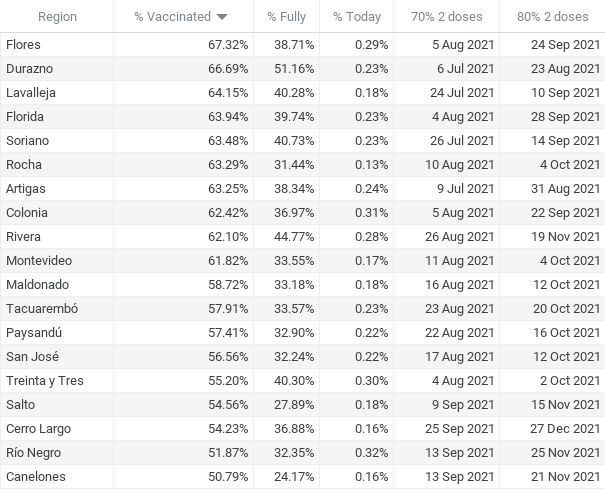 Region % Vaccinated % Fully % Today 70% 2 doses 80% 2 doses
Flores 67.32% 38.71% 0.29% 5 Aug 2021 24 Sep 2021
Durazno 66.69% 51.16% 0.23% 6 Jul 2021 23 Aug 2021
Lavalleja 64.15% 40.28% 0.18% 24 Jul 2021 10 Sep 2021
Florida 63.94% 39.74% 0.23% 4 Aug 2021 28 Sep 2021
Soriano 63.48% 40.73% 0.23% 26 Jul 2021 14 Sep 2021
Rocha 63.29% 31.44% 0.13% 10 Aug 2021 4 Oct 2021
Artigas 63.25% 38.34% 0.24% 9 Jul 2021 31 Aug 2021
Colonia 62.42% 36.97% 0.31% 5 Aug 2021 22 Sep 2021
Rivera 62.10% 44.77% 0.28% 26 Aug 2021 19 Nov 2021
Montevideo 61.82% 33.55% 0.17% 11 Aug 2021 4 Oct 2021
Maldonado 58.72% 33.18% 0.18% 16 Aug 2021 12 Oct 2021
Tacuarembó 57.91% 33.57% 0.23% 23 Aug 2021 20 Oct 2021
Paysandú 57.41% 32.90% 0.22% 22 Aug 2021 16 Oct 2021
San José 56.56% 32.24% 0.22% 17 Aug 2021 12 Oct 2021
Treinta y Tres 55.20% 40.30% 0.30% 4 Aug 2021 2 Oct 2021
Salto 54.56% 27.89% 0.18% 9 Sep 2021 15 Nov 2021
Cerro Largo 54.23% 36.88% 0.16% 25 Sep 2021 27 Dec 2021
Río Negro 51.87% 32.35% 0.32% 13 Sep 2021 25 Nov 2021
Canelones 50.79% 24.17% 0.16% 13 Sep 2021 21 Nov 2021